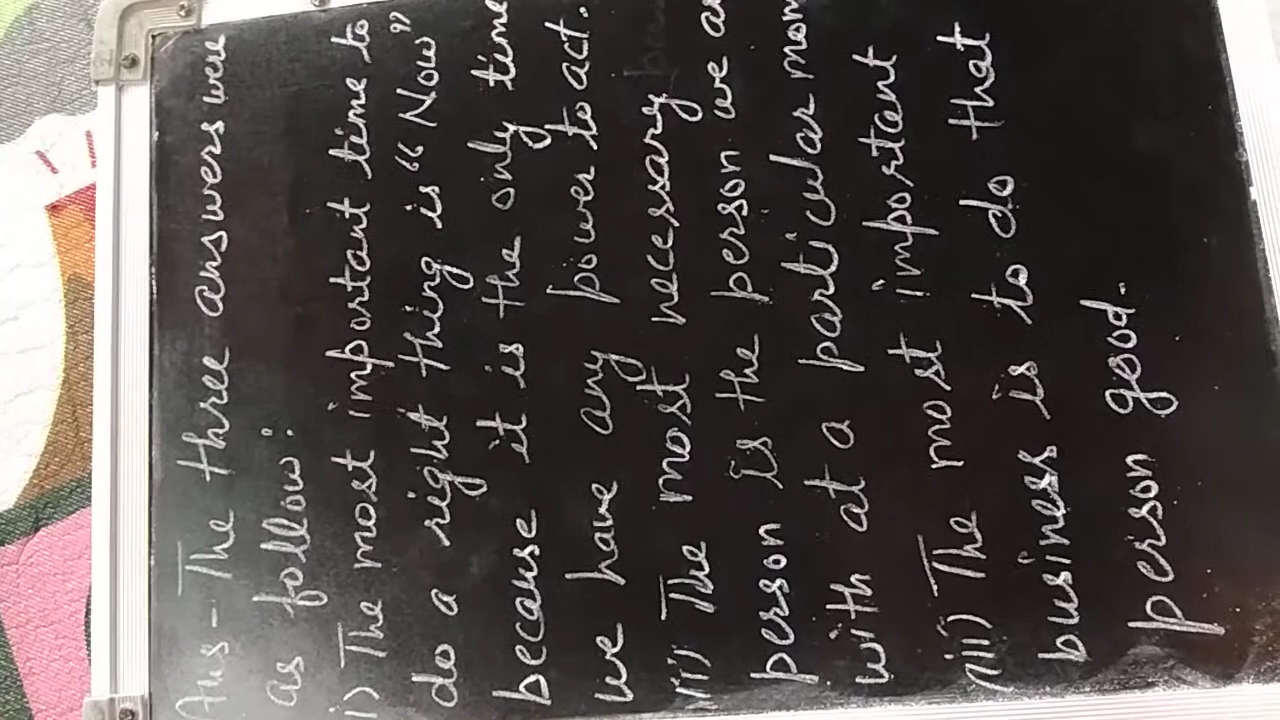 Ans - The three answers were
as follow:
i) The most important time to
do a right thing is "Now"
because it is the only time
we have any power to act.
ii) The most necessary
person is the person we
with at a particular
iii) The most important
business is to do that
person good.